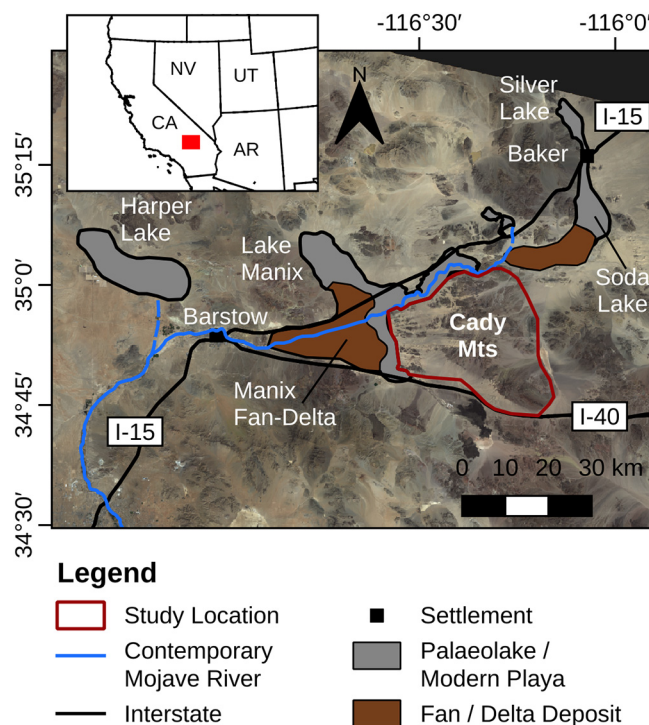 -116°30′
-116°0′
NV
UT
CA
AR
N
Silver
Lake
I-15
Baker
35°15′
Harper
Lake
Lake
Manix
35°0′
Soda
Lake
Barstow
Cady
Mts
Manix
Fan-Delta
34°45′
I-15
I-40
0 10 20 30 km
34°30′
Legend
Study Location
Settlement
Contemporary
Mojave River
Palaeolake /
Modern Playa
Interstate
Fan / Delta Deposit